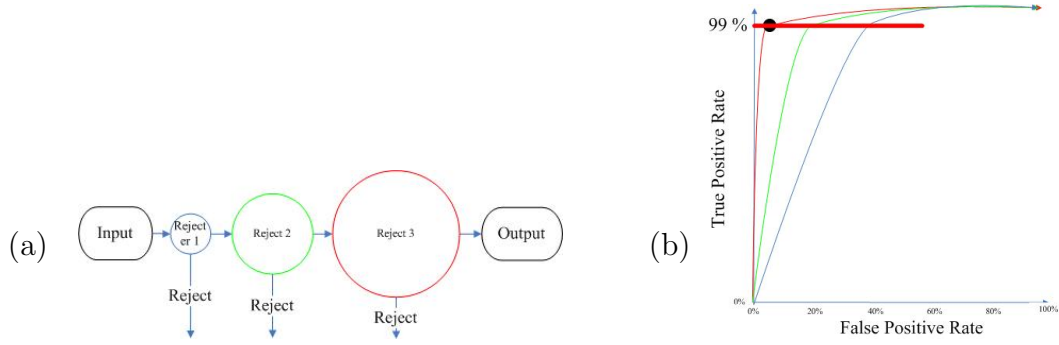 (a)
Input
Reject
er 1
Reject 2
Reject 3
Output
Reject
Reject
Reject
(b)
99 %
True Positive Rate
0%
0%
20%
40%
60%
80%
100%
False Positive Rate